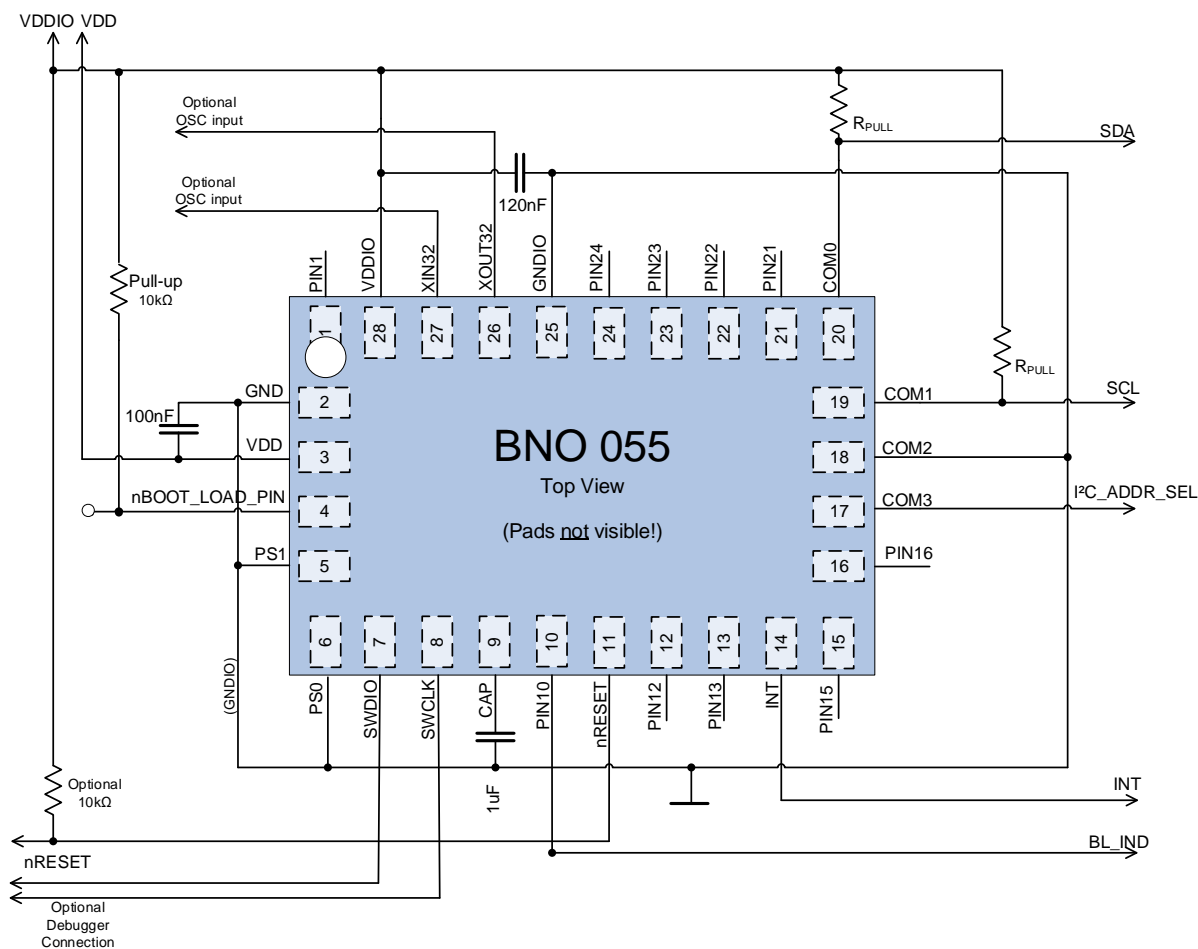 VDDIO VDD
Optional
OSC input
R_PULL
SDA
Optional
OSC input
120nF
Pull-up
10kΩ
PIN1
VDDIO
XIN32
XOUT32
GNDIO
PIN24
PIN23
PIN22
PIN21
COM0
1
28
27
26
25
24
23
22
21
20
R_PULL
GND
2
19
COM1
SCL
100nF
VDD
3
BNO 055
18
COM2
Top View
nBOOT_LOAD_PIN
4
17
COM3
I²C_ADDR_SEL
(Pads not visible!)
PS1
5
16
PIN16
6
7
8
9
10
11
12
13
14
15
(GNDIO)
PS0
SWDIO
SWCLK
CAP
PIN10
nRESET
PIN12
PIN13
INT
PIN15
1uF
Optional
10kΩ
INT
nRESET
BL_IND
Optional
Debugger
Connection